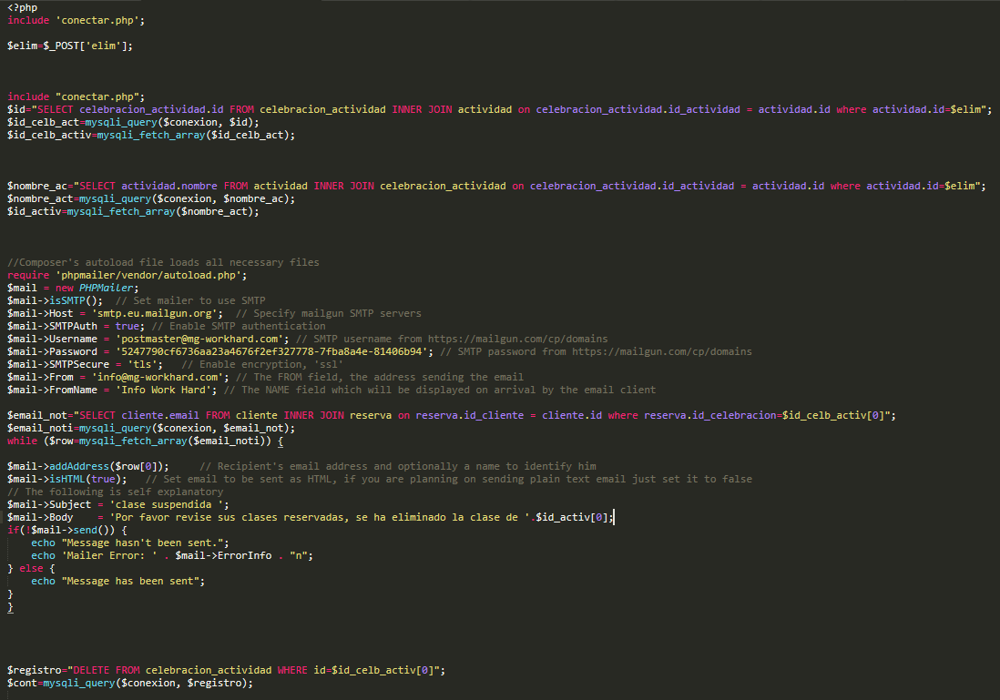 <?php
include 'conectar.php';
$elim=$_POST['elim'];
include "conectar.php";
$id="SELECT celebracion_actividad.id FROM celebracion_actividad INNER JOIN actividad on celebracion_actividad.id_actividad = actividad.id where actividad.id=$elim";
$id_celb_act=mysqli_query($conexion, $id);
$id_celb_activ=mysqli_fetch_array($id_celb_act);
$nombre_ac="SELECT actividad.nombre FROM actividad INNER JOIN celebracion_actividad on celebracion_actividad.id_actividad = actividad.id where actividad.id=$elim";
$nombre_act=mysqli_query($conexion, $nombre_ac);
$id_activ=mysqli_fetch_array($nombre_act);
//Composer's autoload file loads all necessary files
require 'phpmailer/vendor/autoload.php';
$mail = new PHPMailer;
$mail->isSMTP();  // Set mailer to use SMTP
$mail->Host = 'smtp.eu.mailgun.org';  // Specify mailgun SMTP servers
$mail->SMTPAuth = true; // Enable SMTP authentication
$mail->Username = 'postmaster@mg-workhard.com'; // SMTP username from https://mailgun.com/cp/domains
$mail->Password = '5247790cf6736aa23a4676f2ef327778-7fba8a4e-81406b94'; // SMTP password from https://mailgun.com/cp/domains
$mail->SMTPSecure = 'tls';   // Enable encryption, 'ssl'
$mail->From = 'info@mg-workhard.com'; // The FROM field, the address sending the email
$mail->FromName = 'Info Work Hard'; // The NAME field which will be displayed on arrival by the email client
$email_not="SELECT cliente.email FROM cliente INNER JOIN reserva on reserva.id_cliente = cliente.id where reserva.id_celebracion=$id_celb_activ[0]";
$email_noti=mysqli_query($conexion, $email_not);
while ($row=mysqli_fetch_array($email_noti)) {
$mail->addAddress($row[0]);     // Recipient's email address and optionally a name to identify him
$mail->isHTML(true);   // Set email to be sent as HTML, if you are planning on sending plain text email just set it to false
// The following is self explanatory
$mail->Subject = 'clase suspendida ';
$mail->Body    = 'Por favor revise sus clases reservadas, se ha eliminado la clase de '.$id_activ[0];
if(!$mail->send()) {
    echo "Message hasn't been sent.";
    echo 'Mailer Error: ' . $mail->ErrorInfo . "n";
} else {
    echo "Message has been sent";
}
}
$registro="DELETE FROM celebracion_actividad WHERE id=$id_celb_activ[0]";
$cont=mysqli_query($conexion, $registro);